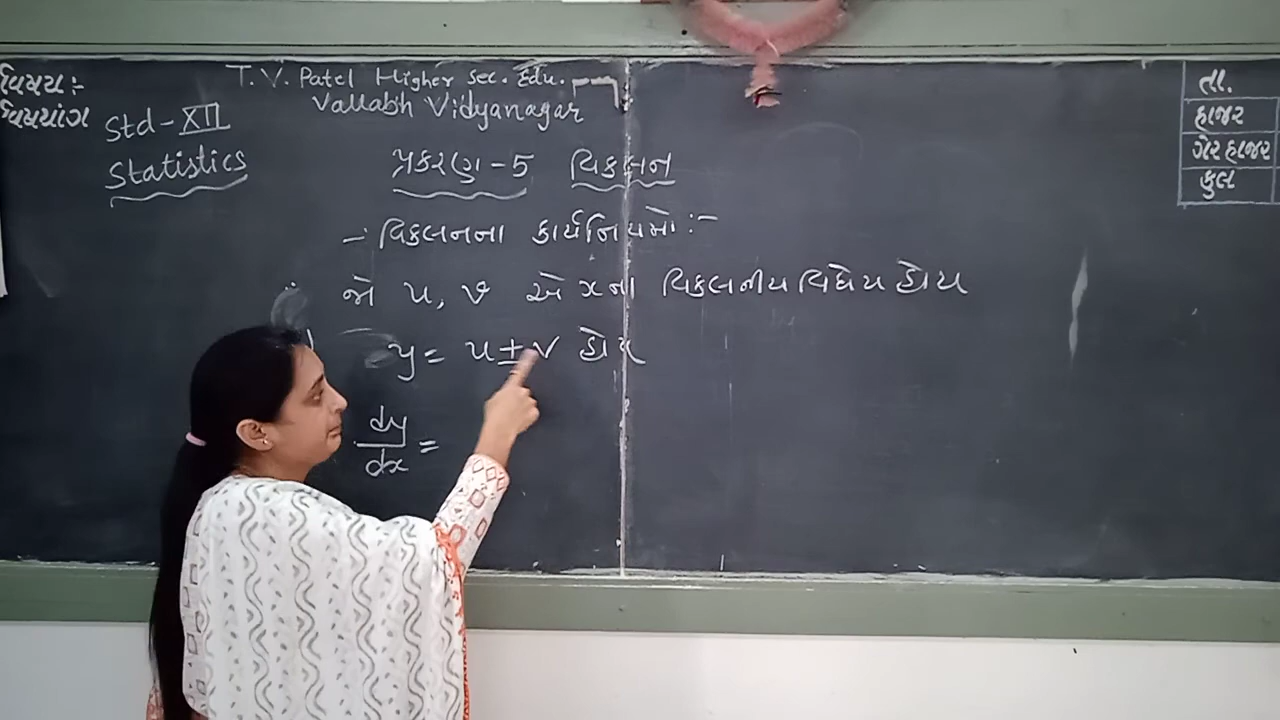 વિષય:-
વિષયાંગ
T. V. Patel Higher Sec. Edu.
Vallabh Vidyanagar
Std - XII
Statistics
પ્રકરણ - 5 વિકલન
-: વિકલનના કાર્યનિયમો :-
જો u, v એ x ના વિકલનીય વિધેય હોય
y = u ± v હોય
dy/dx =
તા.
હાજર
ગેરહાજર
કુલ